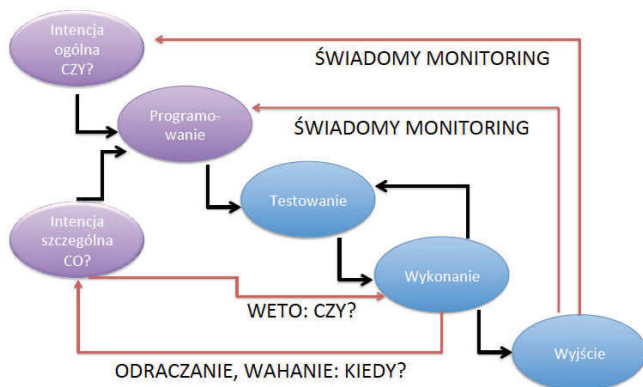 Intencja
ogólna
CZY?
ŚWIADOMY MONITORING
Programo-
wanie
ŚWIADOMY MONITORING
Testowanie
Intencja
szczególna
CO?
Wykonanie
WETO: CZY?
Wyjście
ODRACZANIE, WAHANIE: KIEDY?